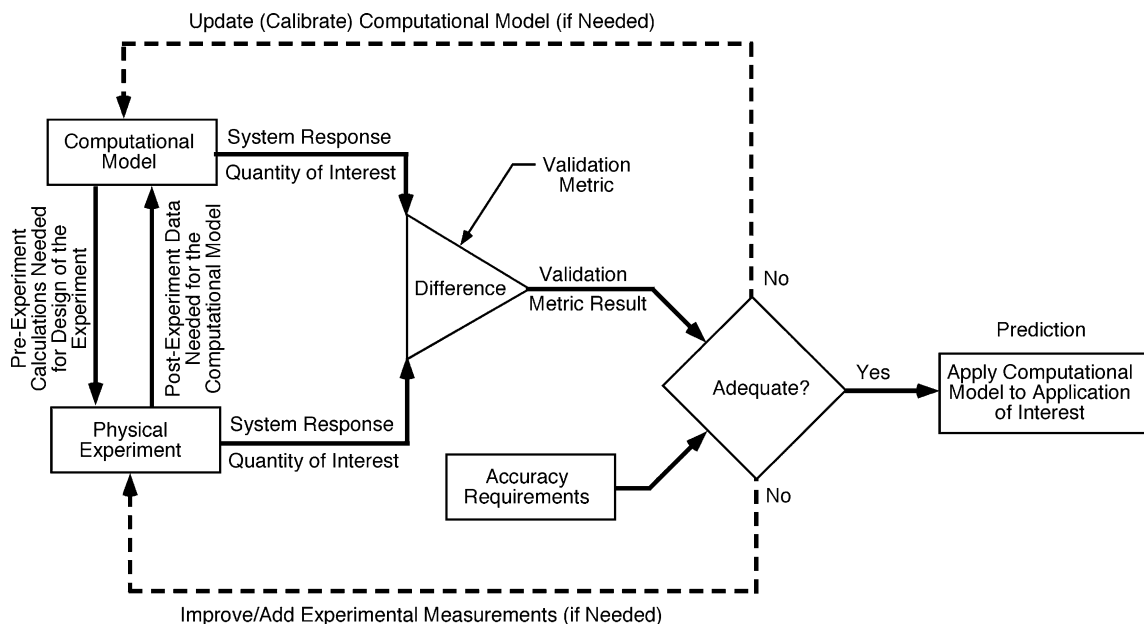 Update (Calibrate) Computational Model (if Needed)
Computational
Model
System Response
Quantity of Interest
Validation
Metric
Pre-Experiment
Calculations Needed
for Design of the
Experiment
Post-Experiment Data
Needed for the
Computational Model
Difference
Validation
Metric Result
No
Prediction
Adequate?
Yes
Apply Computational
Model to Application
of Interest
Physical
Experiment
System Response
Quantity of Interest
Accuracy
Requirements
No
Improve/Add Experimental Measurements (if Needed)